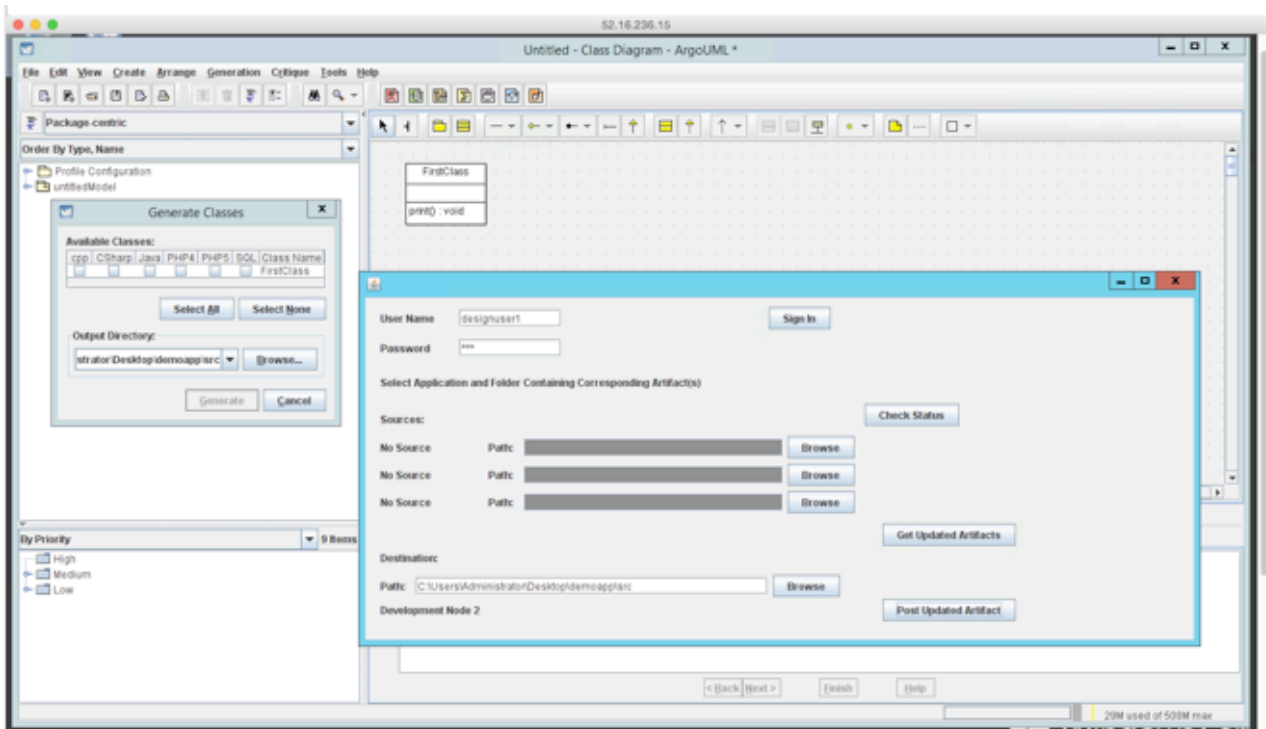 52.16.236.15
Untitled - Class Diagram - ArgoUML *
File Edit View Create Arrange Generation Critique Tools Help
Package-centric
Order By Type, Name
Profile Configuration
untitledModel
FirstClass
print() : void
Generate Classes
Available Classes:
cpp CSharp Java PHP4 PHP5 SQL Class Name
FirstClass
Select All Select None
Output Directory:
strator\Desktop\demoapp\src Browse...
Generate Cancel
User Name designuser1 Sign In
Password ***
Select Application and Folder Containing Corresponding Artifact(s)
Check Status
Sources:
No Source Path: Browse
No Source Path: Browse
No Source Path: Browse
Get Updated Artifacts
Destination:
Path: C:\Users\Administrator\Desktop\demoapp\src Browse
Development Node 2 Post Updated Artifact
By Priority 9 Items
High
Medium
Low
< Back Next > Finish Help
29M used of 508M max